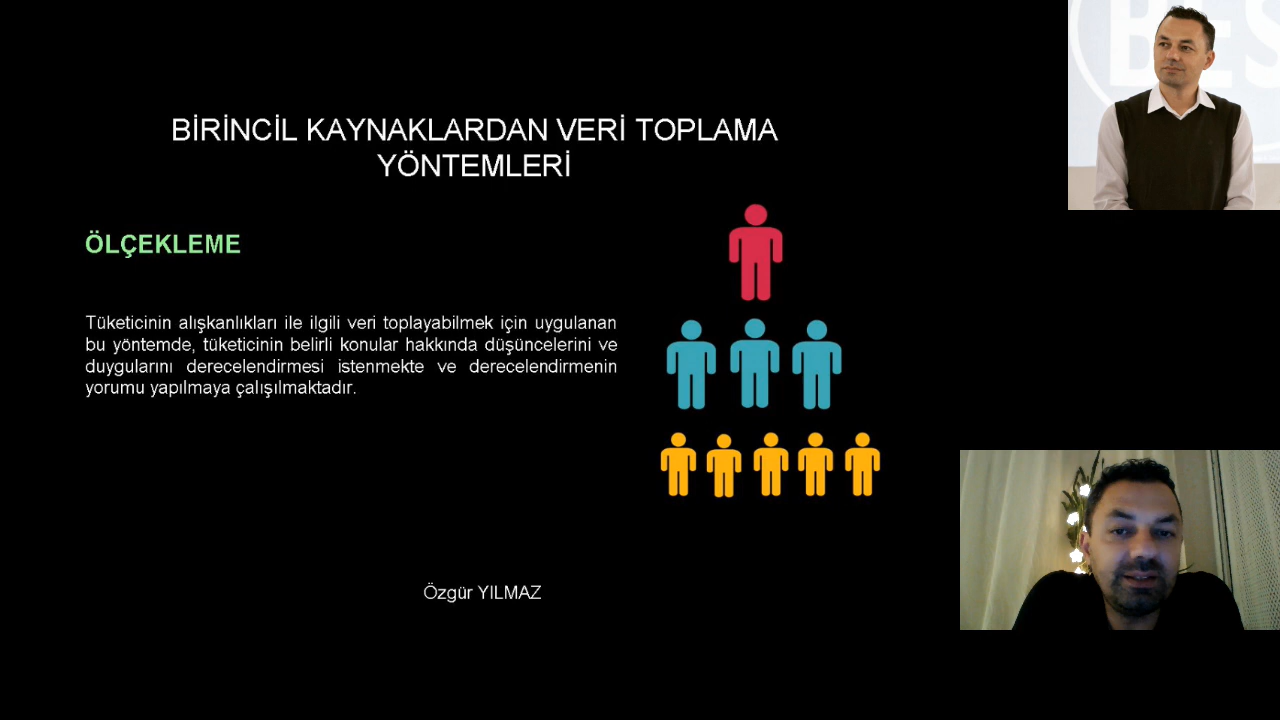 BİRİNCİL KAYNAKLARDAN VERİ TOPLAMA
YÖNTEMLERİ
ÖLÇEKLEME
Tüketicinin alışkanlıkları ile ilgili veri toplayabilmek için uygulanan
bu yöntemde, tüketicinin belirli konular hakkında düşüncelerini ve
duygularını derecelendirmesi istenmekte ve derecelendirmenin
yorumu yapılmaya çalışılmaktadır.
Özgür YILMAZ